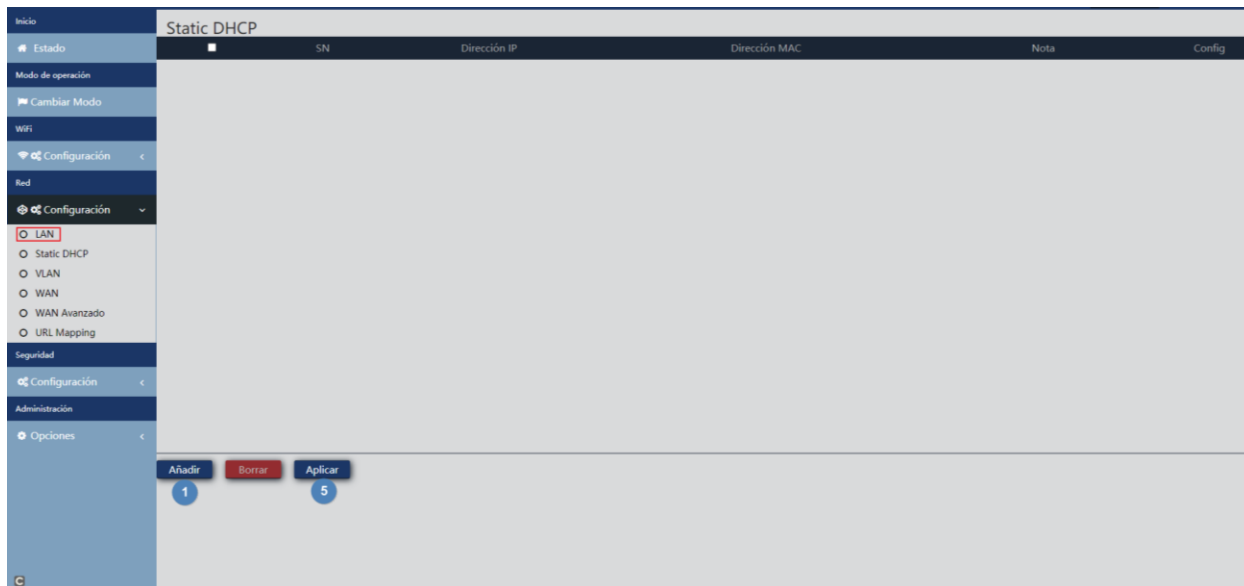 Inicio
Estado
Modo de operación
Cambiar Modo
WiFi
Configuración
Red
Configuración
LAN
Static DHCP
VLAN
WAN
WAN Avanzado
URL Mapping
Seguridad
Configuración
Administración
Opciones
C
Static DHCP
SN Dirección IP Dirección MAC Nota Config
Añadir Borrar Aplicar
1 5